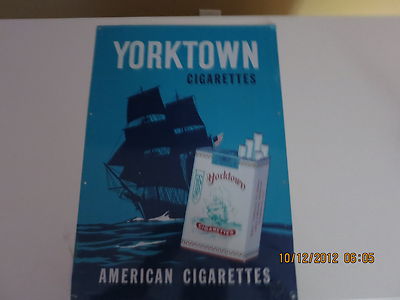 YORKTOWN
CIGARETTES
Yorktown
CIGARETTES
AMERICAN CIGARETTES
10/12/2012 06:05